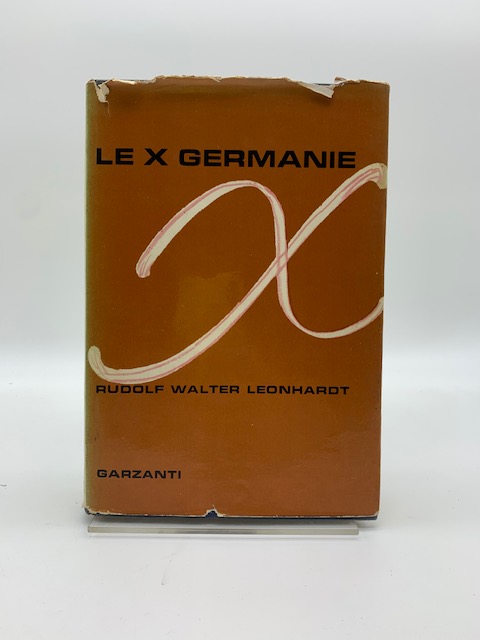 LE X GERMANIE
X
RUDOLF WALTER LEONHARDT
GARZANTI